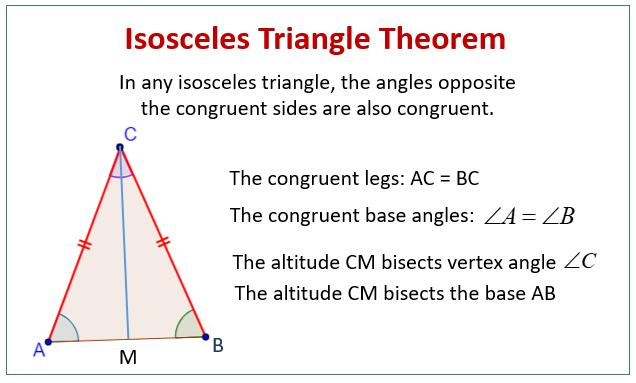 Isosceles Triangle Theorem
In any isosceles triangle, the angles opposite
the congruent sides are also congruent.
C
The congruent legs: AC = BC
The congruent base angles: ∠A = ∠B
The altitude CM bisects vertex angle ∠C
The altitude CM bisects the base AB
A
M
B